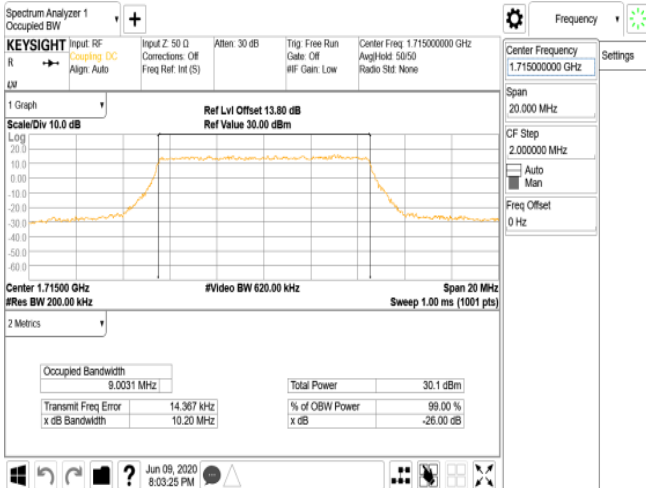 Spectrum Analyzer 1
Occupied BW
Frequency
KEYSIGHT
R
Input: RF
Coupling: DC
Align: Auto
Input Z: 50 Ω
Corrections: Off
Freq Ref: Int (S)
Atten: 30 dB
Trig: Free Run
Gate: Off
#IF Gain: Low
Center Freq: 1.715000000 GHz
Avg|Hold: 50/50
Radio Std: None
Center Frequency
1.715000000 GHz
Settings
Span
20.000 MHz
CF Step
2.000000 MHz
Auto
Man
Freq Offset
0 Hz
1 Graph
Scale/Div 10.0 dB
Ref Lvl Offset 13.80 dB
Ref Value 30.00 dBm
Log
20.0
10.0
0.00
-10.0
-20.0
-30.0
-40.0
-50.0
-60.0
Center 1.71500 GHz
#Video BW 620.00 kHz
Span 20 MHz
#Res BW 200.00 kHz
Sweep 1.00 ms (1001 pts)
2 Metrics
Occupied Bandwidth
9.0031 MHz
Total Power
30.1 dBm
Transmit Freq Error
14.367 kHz
% of OBW Power
99.00 %
x dB Bandwidth
10.20 MHz
x dB
-26.00 dB
?
Jun 09, 2020
8:03:25 PM